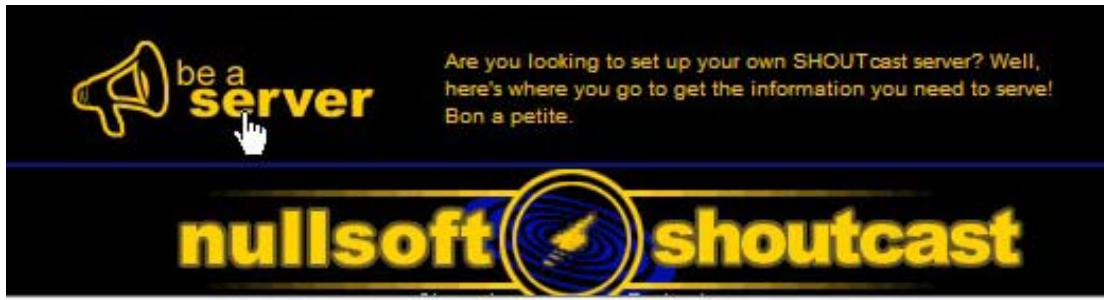 be a
server
Are you looking to set up your own SHOUTcast server? Well,
here's where you go to get the information you need to serve!
Bon a petite.
nullsoft shoutcast